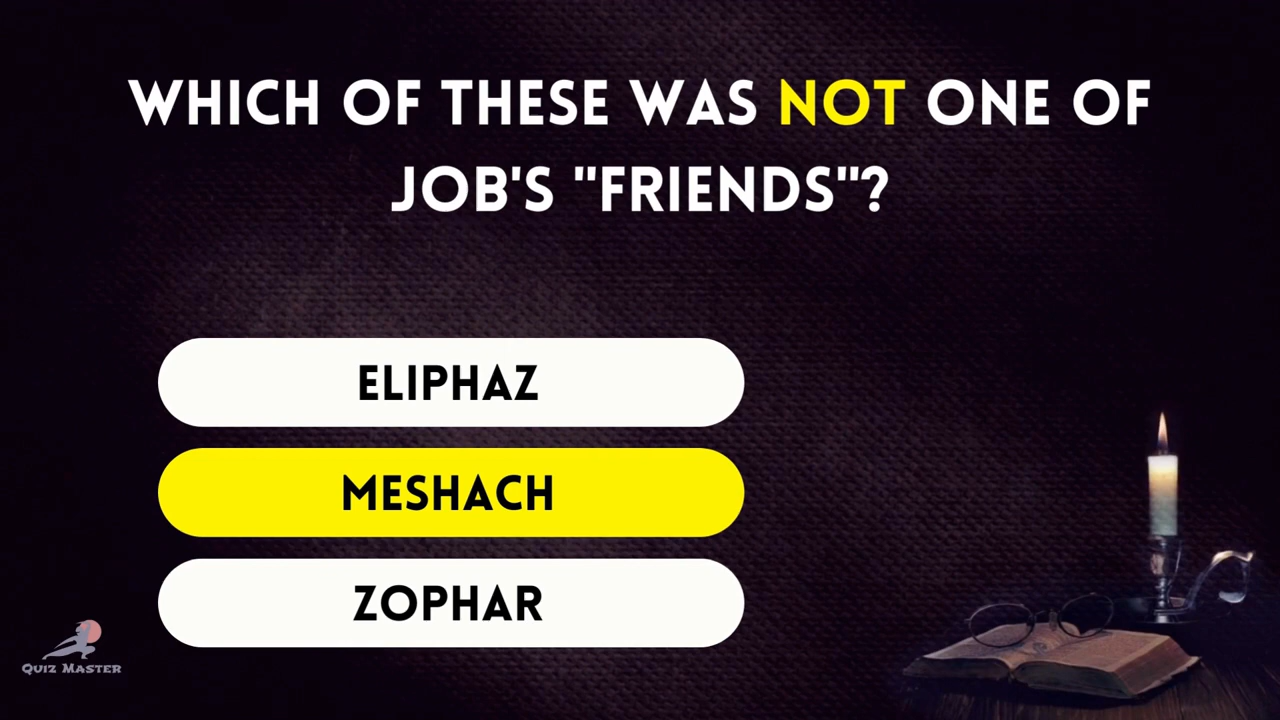 WHICH OF THESE WAS NOT ONE OF
JOB'S "FRIENDS"?
ELIPHAZ
MESHACH
ZOPHAR
QUIZ MASTER